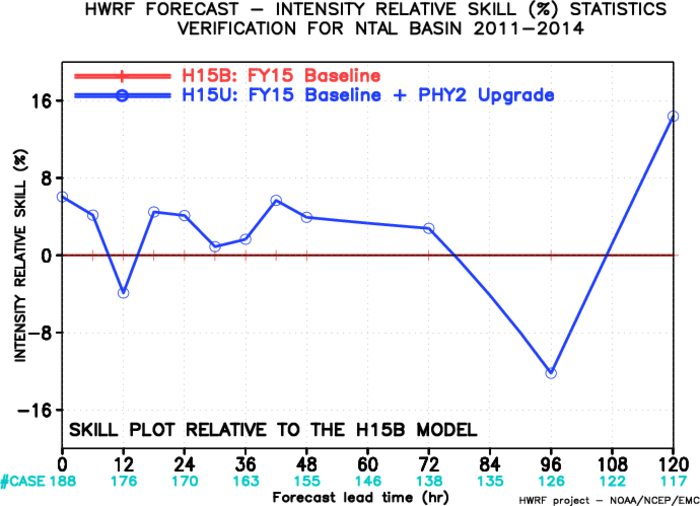 HWRF FORECAST – INTENSITY RELATIVE SKILL (%) STATISTICS
VERIFICATION FOR NTAL BASIN 2011–2014
H15B: FY15 Baseline
H15U: FY15 Baseline + PHY2 Upgrade
INTENSITY RELATIVE SKILL (%)
16
8
0
–8
–16
SKILL PLOT RELATIVE TO THE H15B MODEL
0 12 24 36 48 60 72 84 96 108 120
#CASE 188 176 170 163 155 146 138 135 126 122 117
Forecast lead time (hr)
HWRF project – NOAA/NCEP/EMC